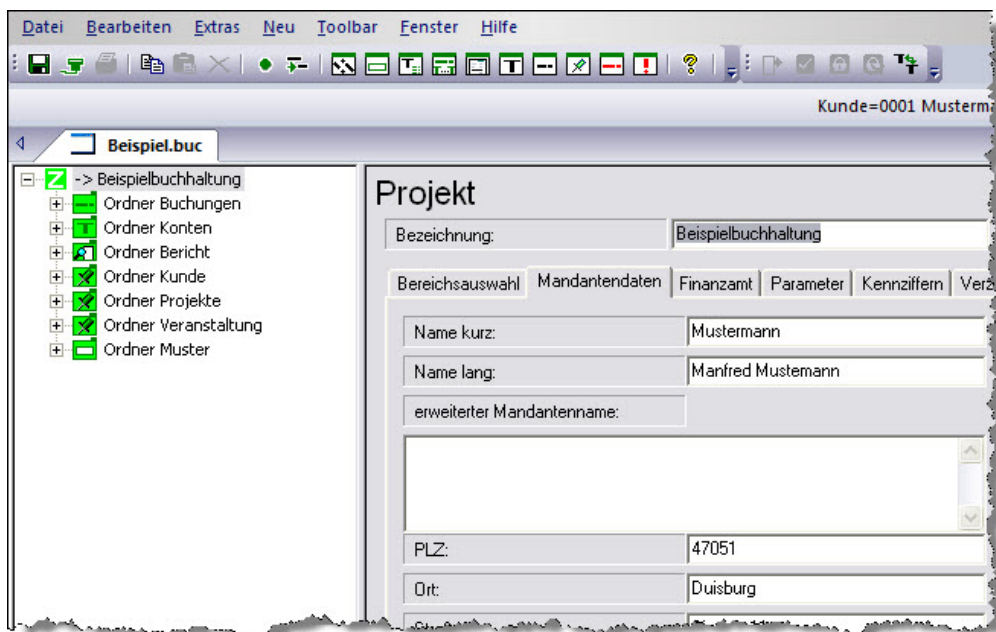 Datei Bearbeiten Extras Neu Toolbar Fenster Hilfe
Kunde=0001
Beispiel.buc
-> Beispielbuchhaltung
Ordner Buchungen
Ordner Konten
Ordner Bericht
Ordner Kunde
Ordner Projekte
Ordner Veranstaltung
Ordner Muster
Projekt
Bezeichnung: Beispielbuchhaltung
Bereichsauswahl Mandantendaten Finanzamt Parameter Kennziffern
Name kurz: Mustermann
Name lang: Manfred Mustemann
erweiterter Mandantenname:
PLZ: 47051
Ort: Duisburg